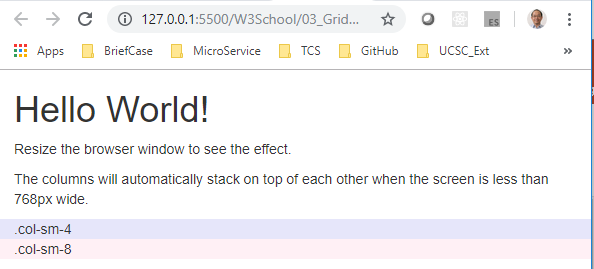 127.0.0.1:5500/W3School/03_Grid...
ES
Apps BriefCase MicroService TCS GitHub UCSC_Ext »
Hello World!
Resize the browser window to see the effect.
The columns will automatically stack on top of each other when the screen is less than
768px wide.
.col-sm-4
.col-sm-8